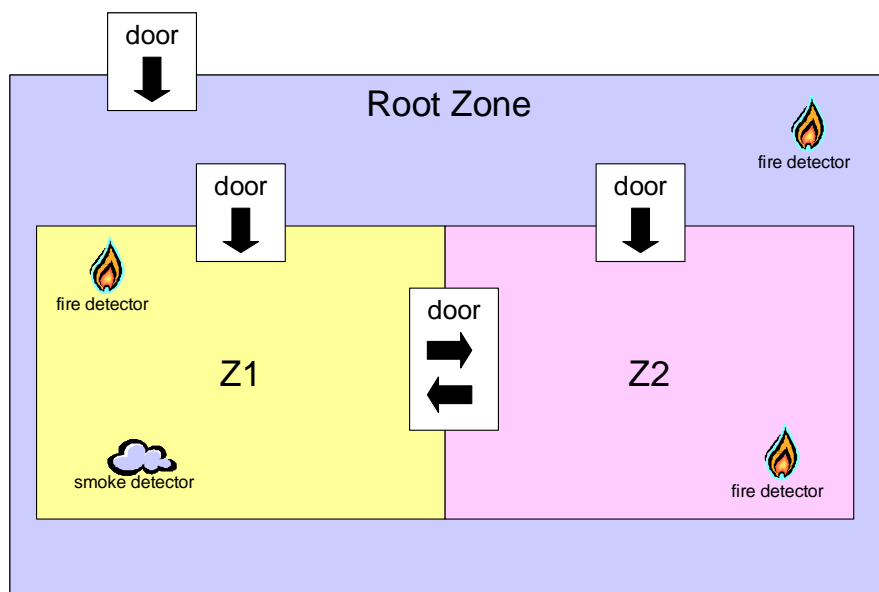 door
Root Zone
fire detector
door
door
fire detector
door
Z1
Z2
smoke detector
fire detector